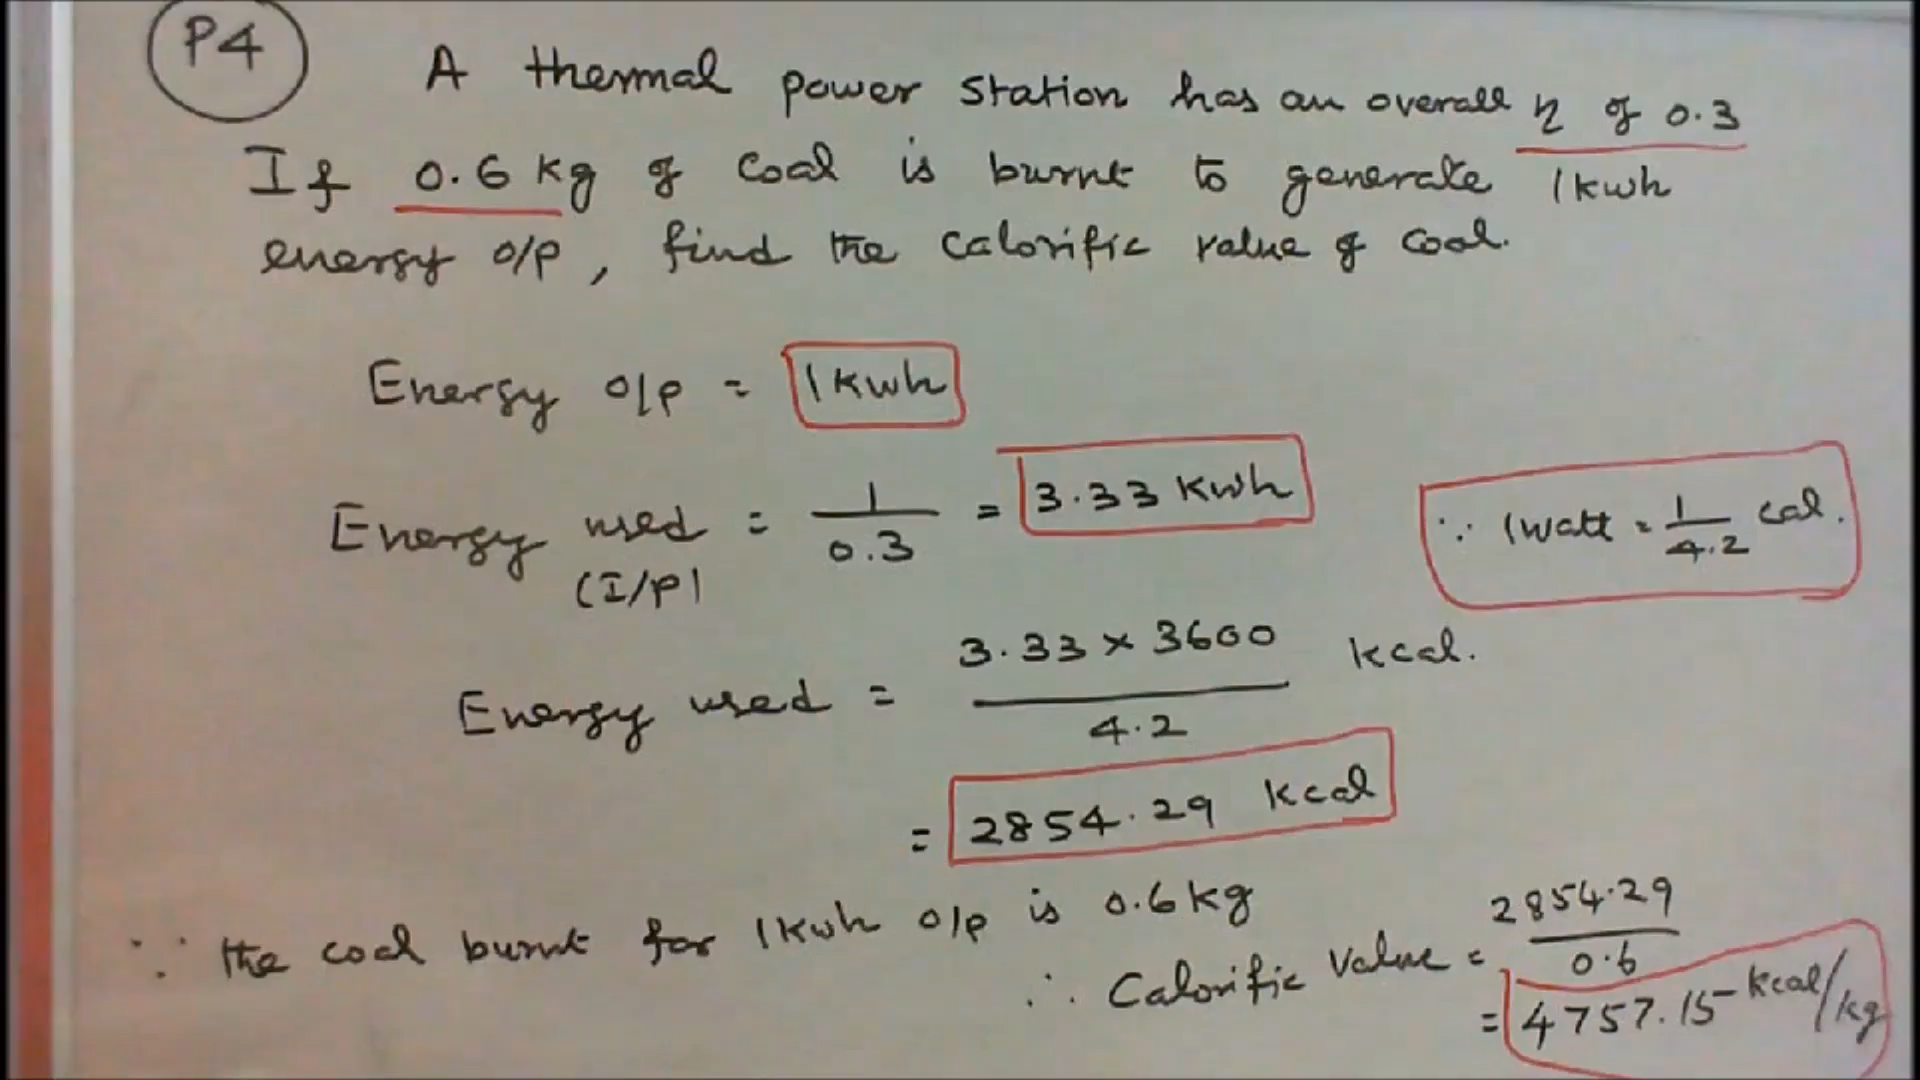 P4
A thermal power station has an overall η of 0.3
If 0.6 kg of coal is burnt to generate 1kwh
energy o/p, find the calorific value of coal.
Energy o/p = 1kwh
Energy used = 1/0.3 = 3.33 kwh
(I/P)
∵ 1watt = 1/4.2 cal.
Energy used = 3.33 × 3600 / 4.2 kcal.
= 2854.29 kcal
∵ the coal burnt for 1kwh o/p is 0.6kg
∴ Calorific value = 2854.29 / 0.6
= 4757.15 kcal/kg